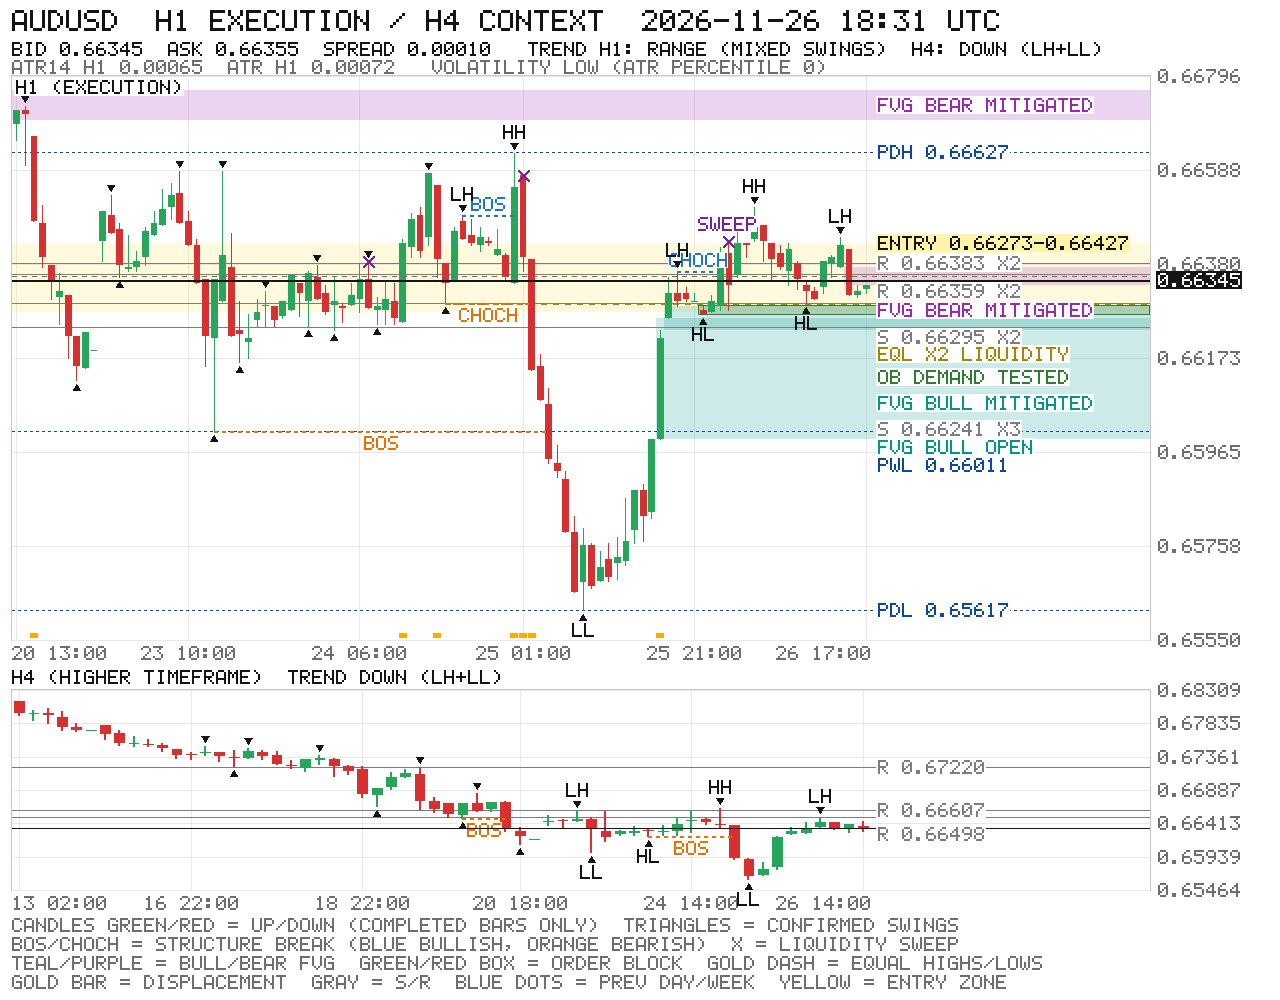 AUDUSD  H1 EXECUTION / H4 CONTEXT  2026-11-26 18:31 UTC
BID 0.66345  ASK 0.66355  SPREAD 0.00010   TREND H1: RANGE (MIXED SWINGS)  H4: DOWN (LH+LL)
ATR14 H1 0.00065  ATR H1 0.00072   VOLATILITY LOW (ATR PERCENTILE 0)
0.66796
H1 (EXECUTION)
FVG BEAR MITIGATED
HH
PDH 0.66627
0.66588
HH
LH
BOS
LH
SWEEP
ENTRY 0.66273-0.66427
LH
CHOCH
R 0.66383 X2
0.66380
0.66345
R 0.66359 X2
FVG BEAR MITIGATED
CHOCH
HL
HL
S 0.66295 X2
EQL X2 LIQUIDITY
0.66173
OB DEMAND TESTED
FVG BULL MITIGATED
S 0.66241 X3
BOS
FVG BULL OPEN
0.65965
PWL 0.66011
0.65758
PDL 0.65617
LL
0.65550
20 13:00  23 10:00  24 06:00  25 01:00  25 21:00  26 17:00
H4 (HIGHER TIMEFRAME)  TREND DOWN (LH+LL)
0.68309
0.67835
0.67361
R 0.67220
HH
0.66887
LH
LH
R 0.66607
0.66413
BOS
R 0.66498
BOS
HL
0.65939
LL
0.65464
LL
13 02:00  16 22:00  18 22:00  20 18:00  24 14:00  26 14:00
CANDLES GREEN/RED = UP/DOWN (COMPLETED BARS ONLY)  TRIANGLES = CONFIRMED SWINGS
BOS/CHOCH = STRUCTURE BREAK (BLUE BULLISH, ORANGE BEARISH)  X = LIQUIDITY SWEEP
TEAL/PURPLE = BULL/BEAR FVG  GREEN/RED BOX = ORDER BLOCK  GOLD DASH = EQUAL HIGHS/LOWS
GOLD BAR = DISPLACEMENT  GRAY = S/R  BLUE DOTS = PREV DAY/WEEK  YELLOW = ENTRY ZONE